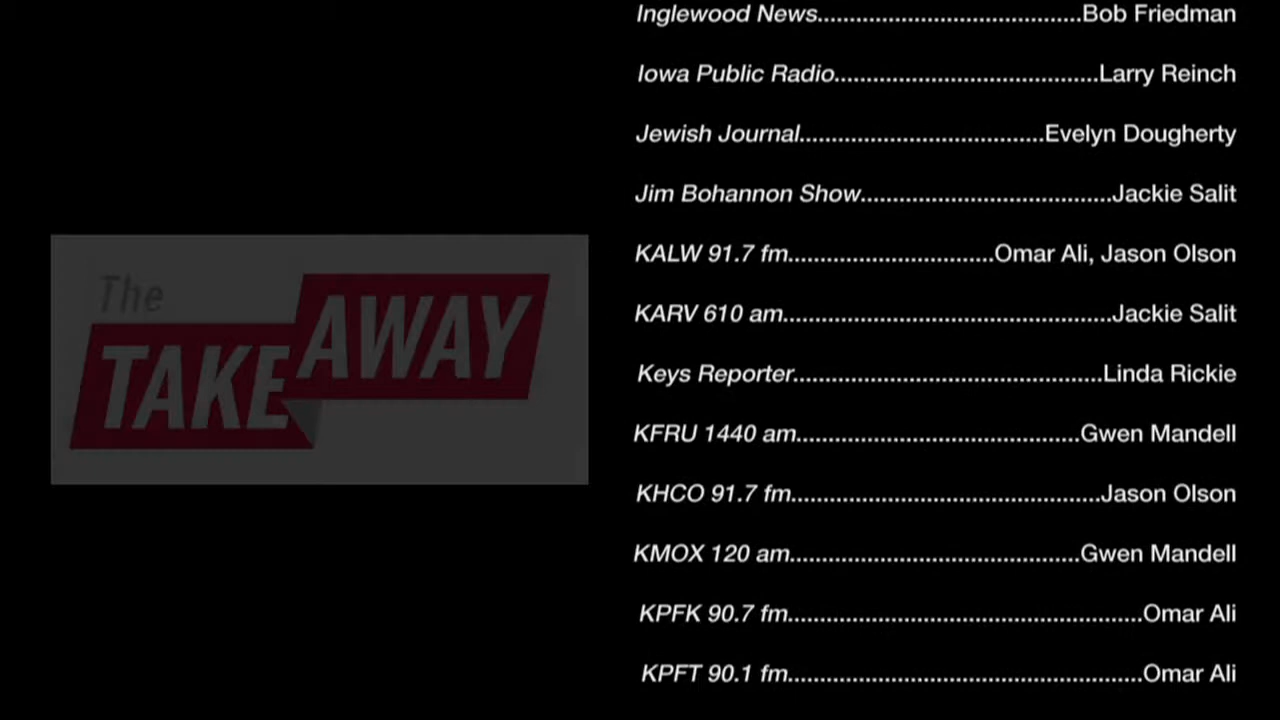 The
TAKE AWAY
Inglewood News.........................................Bob Friedman
Iowa Public Radio.........................................Larry Reinch
Jewish Journal......................................Evelyn Dougherty
Jim Bohannon Show.......................................Jackie Salit
KALW 91.7 fm................................Omar Ali, Jason Olson
KARV 610 am...................................................Jackie Salit
Keys Reporter................................................Linda Rickie
KFRU 1440 am............................................Gwen Mandell
KHCO 91.7 fm................................................Jason Olson
KMOX 120 am.............................................Gwen Mandell
KPFK 90.7 fm.......................................................Omar Ali
KPFT 90.1 fm.......................................................Omar Ali